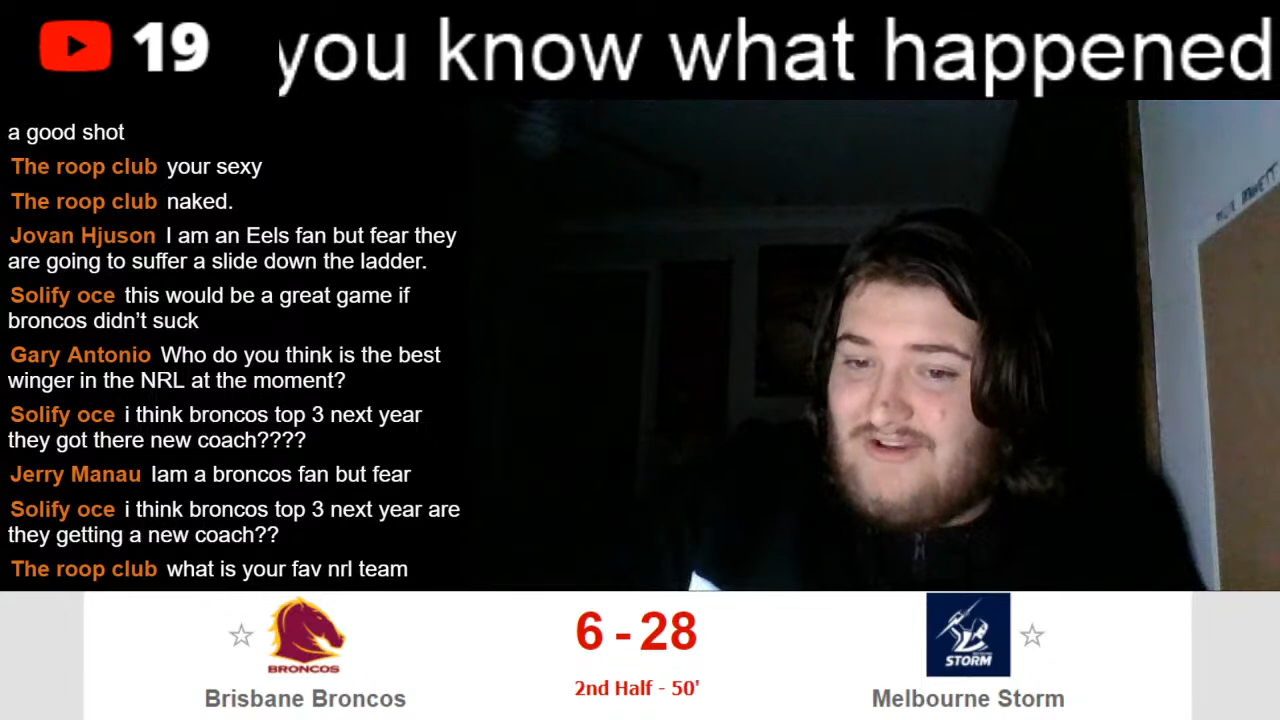 19
you know what happened
a good shot
The roop club your sexy
The roop club naked.
Jovan Hjuson I am an Eels fan but fear they
are going to suffer a slide down the ladder.
Solify oce this would be a great game if
broncos didn't suck
Gary Antonio Who do you think is the best
winger in the NRL at the moment?
Solify oce i think broncos top 3 next year
they got there new coach????
Jerry Manau Iam a broncos fan but fear
Solify oce i think broncos top 3 next year are
they getting a new coach??
The roop club what is your fav nrl team
BRONCOS
Brisbane Broncos
6 - 28
2nd Half - 50'
STORM
Melbourne Storm